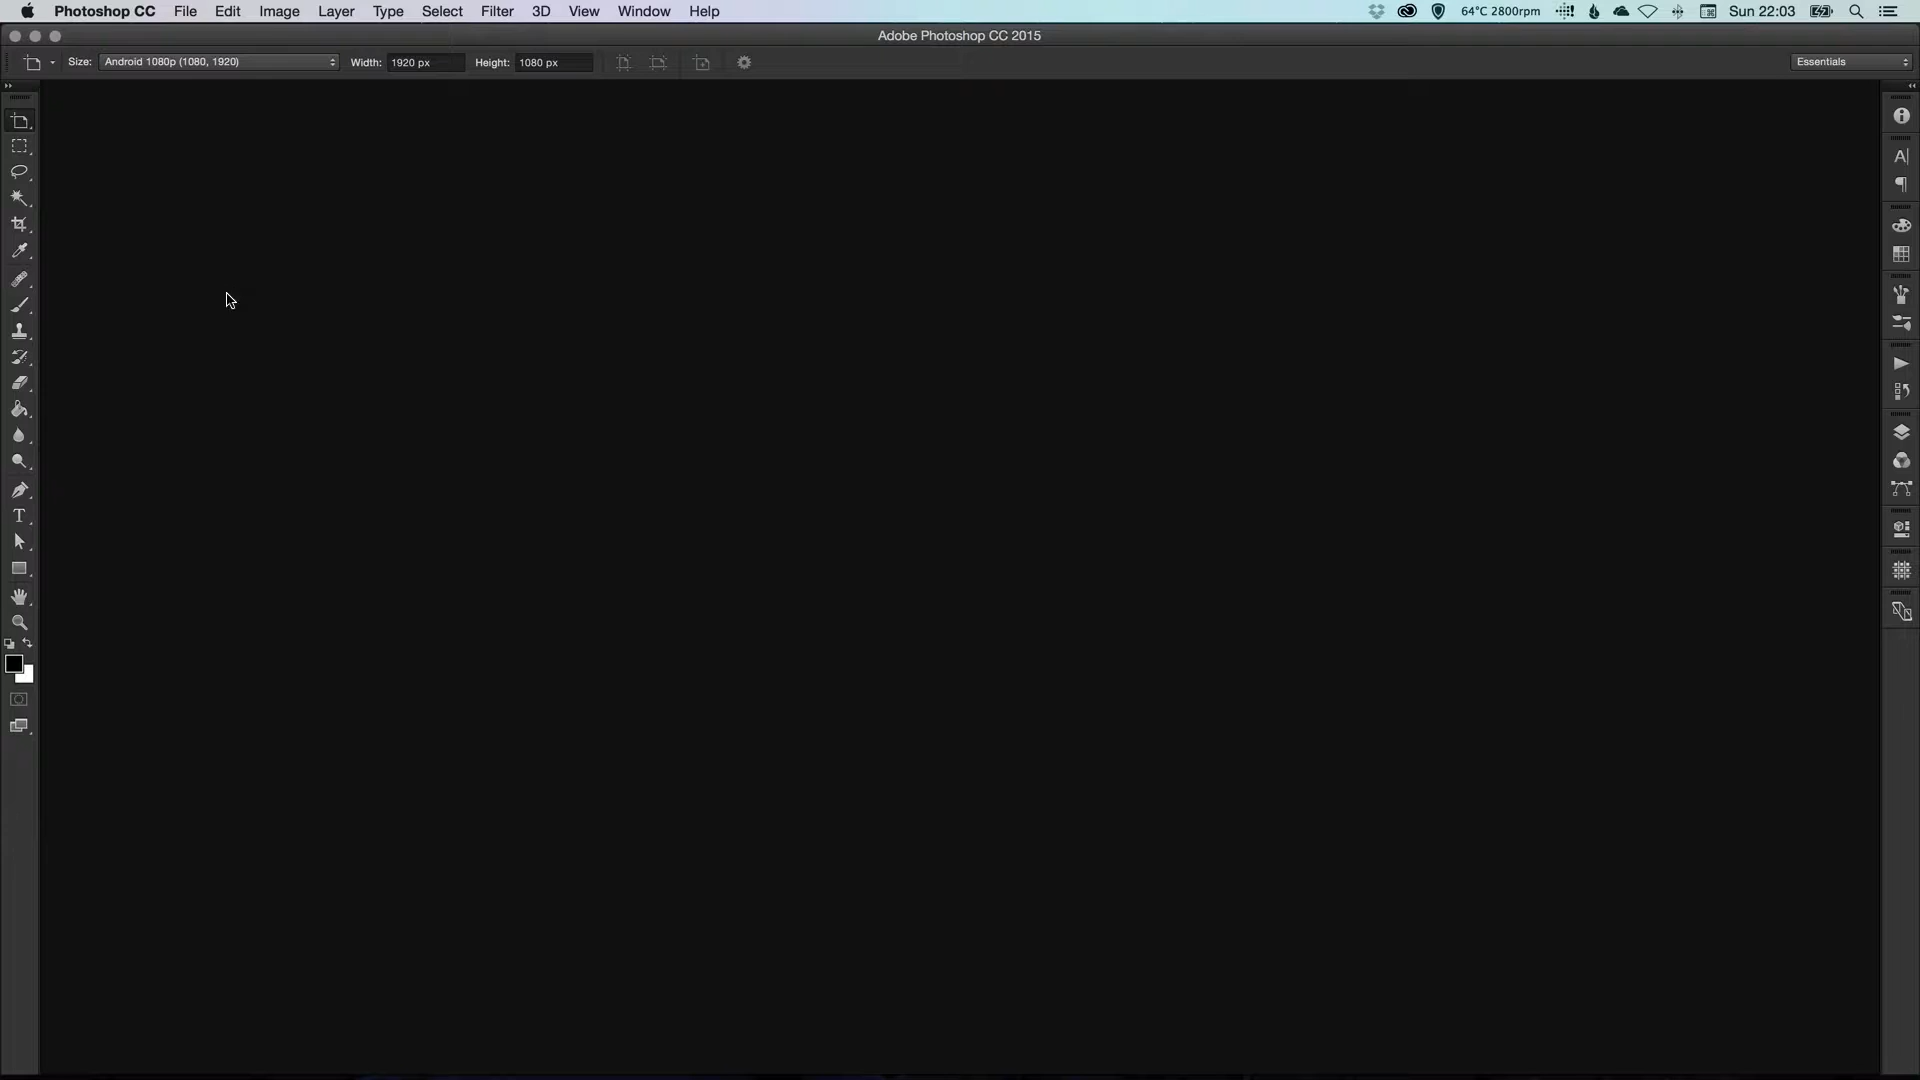 Photoshop CC File Edit Image Layer Type Select Filter 3D View Window Help 64°C 2800rpm Sun 22:03
Adobe Photoshop CC 2015
Size: Android 1080p (1080, 1920) Width: 1920 px Height: 1080 px Essentials